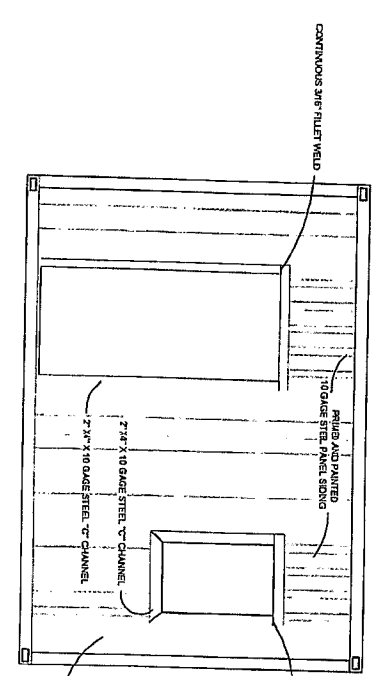 CONTINUOUS 3/16" FILLET WELD
PRIMED AND PAINTED
10 GAGE STEEL PANEL SIDING
2" X4" X 10 GAGE STEEL "C" CHANNEL
2" X4" X 10 GAGE STEEL "C" CHANNEL